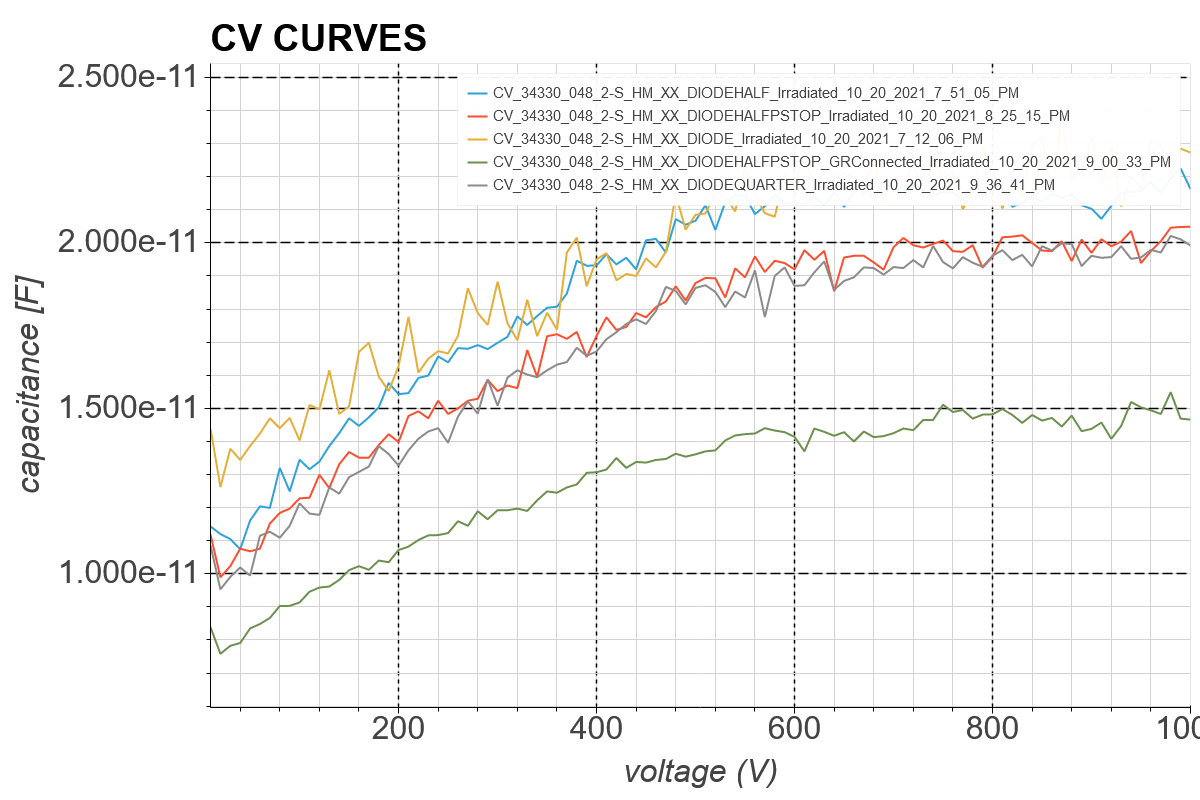 CV CURVES
2.500e-11
2.000e-11
1.500e-11
1.000e-11
capacitance [F]
CV_34330_048_2-S_HM_XX_DIODEHALF_Irradiated_10_20_2021_7_51_05_PM
CV_34330_048_2-S_HM_XX_DIODEHALFPSTOP_Irradiated_10_20_2021_8_25_15_PM
CV_34330_048_2-S_HM_XX_DIODE_Irradiated_10_20_2021_7_12_06_PM
CV_34330_048_2-S_HM_XX_DIODEHALFPSTOP_GRConnected_Irradiated_10_20_2021_9_00_33_PM
CV_34330_048_2-S_HM_XX_DIODEQUARTER_Irradiated_10_20_2021_9_36_41_PM
200 400 600 800 100
voltage (V)